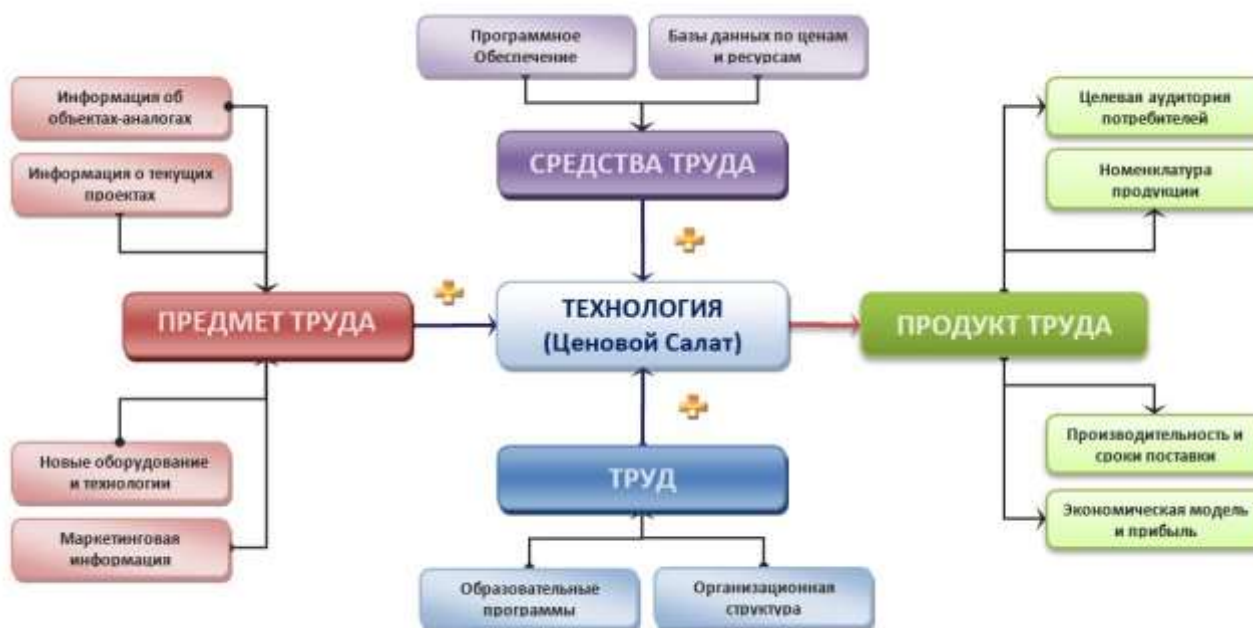 Программное
Обеспечение
Базы данных по ценам
и ресурсам
Информация об
объектах-аналогах
Информация о текущих
проектах
СРЕДСТВА ТРУДА
Целевая аудитория
потребителей
Номенклатура
продукции
ПРЕДМЕТ ТРУДА
ТЕХНОЛОГИЯ
(Ценовой Салат)
ПРОДУКТ ТРУДА
Новые оборудование
и технологии
Маркетинговая
информация
ТРУД
Образовательные
программы
Организационная
структура
Производительность и
сроки поставки
Экономическая модель
и прибыль